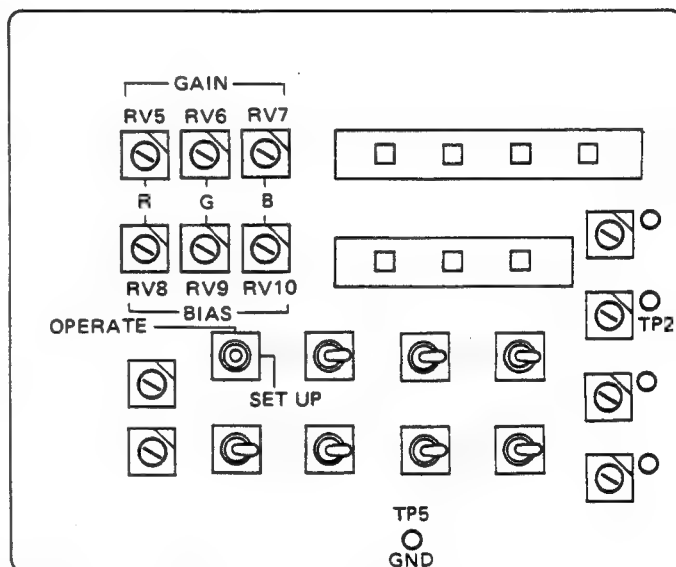 GAIN
RV5 RV6 RV7
R G B
RV8 RV9 RV10
BIAS
OPERATE
TP2
SET UP
TP5
GND